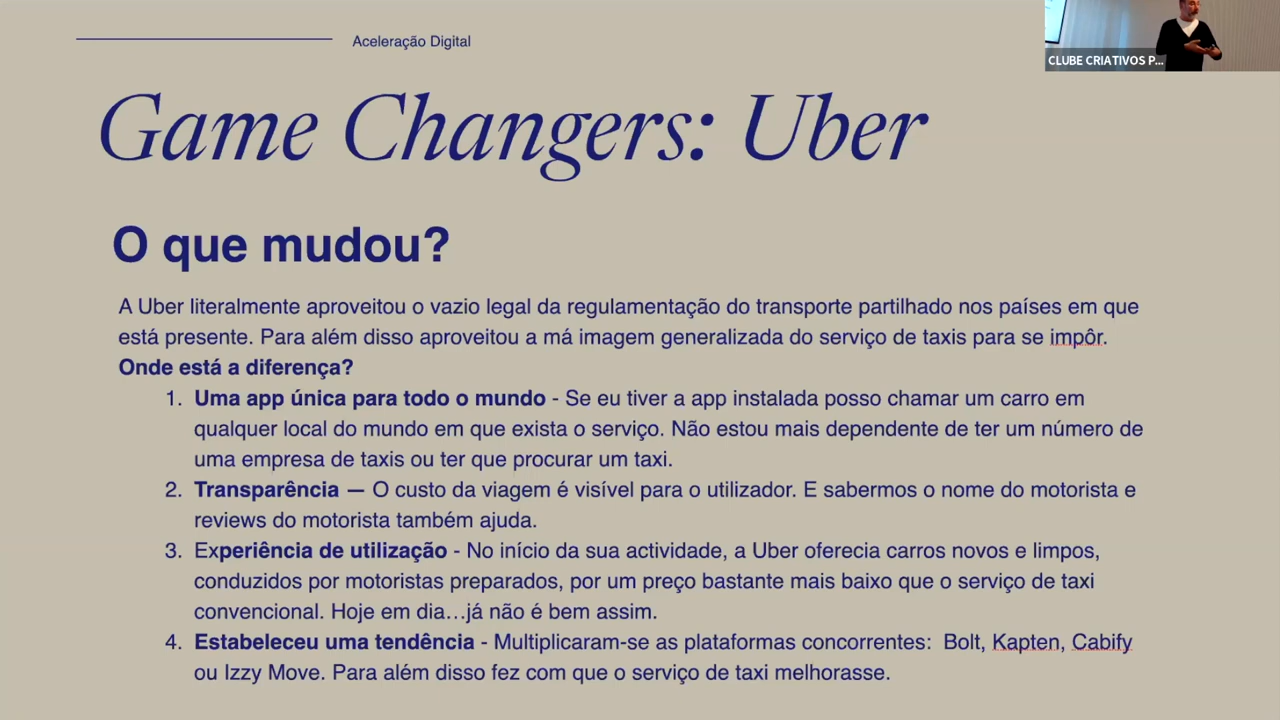 Aceleração Digital
CLUBE CRIATIVOS P...
Game Changers: Uber
O que mudou?
A Uber literalmente aproveitou o vazio legal da regulamentação do transporte partilhado nos países em que
está presente. Para além disso aproveitou a má imagem generalizada do serviço de taxis para se impôr.
Onde está a diferença?
1. Uma app única para todo o mundo - Se eu tiver a app instalada posso chamar um carro em
qualquer local do mundo em que exista o serviço. Não estou mais dependente de ter um número de
uma empresa de taxis ou ter que procurar um taxi.
2. Transparência — O custo da viagem é visível para o utilizador. E sabermos o nome do motorista e
reviews do motorista também ajuda.
3. Experiência de utilização - No início da sua actividade, a Uber oferecia carros novos e limpos,
conduzidos por motoristas preparados, por um preço bastante mais baixo que o serviço de taxi
convencional. Hoje em dia…já não é bem assim.
4. Estabeleceu uma tendência - Multiplicaram-se as plataformas concorrentes:  Bolt, Kapten, Cabify
ou Izzy Move. Para além disso fez com que o serviço de taxi melhorasse.